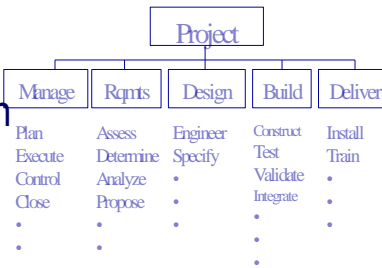 Project
Manage Rqmts Design Build Deliver
n
Plan
Execute
Control
Close
•
•
Assess
Determine
Analyze
Propose
•
•
Engineer
Specify
•
•
•
Construct
Test
Validate
Integrate
•
•
•
Install
Train
•
•
•